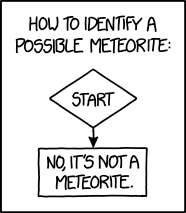 HOW TO IDENTIFY A
POSSIBLE METEORITE:
START
NO, IT'S NOT A
METEORITE.